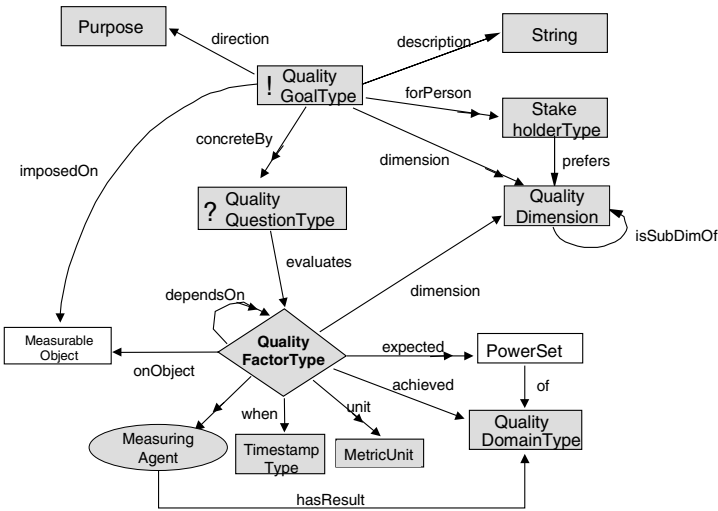 Purpose
direction
description
String
! Quality
GoalType
forPerson
Stake
holderType
concreteBy
imposedOn
dimension
prefers
? Quality
QuestionType
Quality
Dimension
isSubDimOf
evaluates
dependsOn
dimension
Measurable
Object
onObject
Quality
FactorType
expected
PowerSet
achieved
of
when
unit
Measuring
Agent
Timestamp
Type
MetricUnit
Quality
DomainType
hasResult